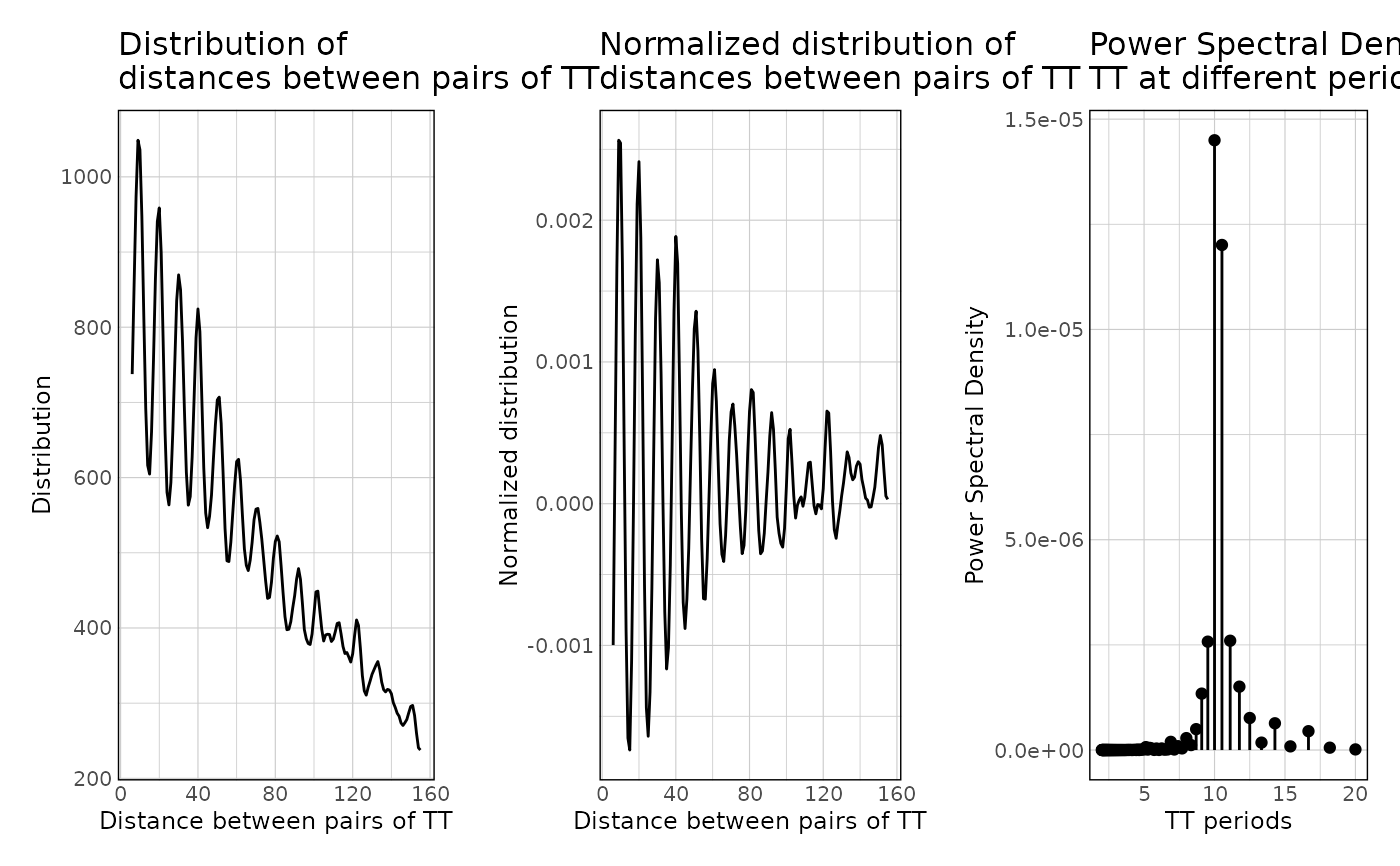 Distribution of
distances between pairs of TT
Normalized distribution of
distances between pairs of TT
Power Spectral Den
TT at different perio
1000
800
600
400
200
0 40 80 120 160
Distance between pairs of TT
Distribution
0.002
0.001
0.000
-0.001
0 40 80 120 160
Distance between pairs of TT
Normalized distribution
1.5e-05
1.0e-05
5.0e-06
0.0e+00
5 10 15 20
TT periods
Power Spectral Density